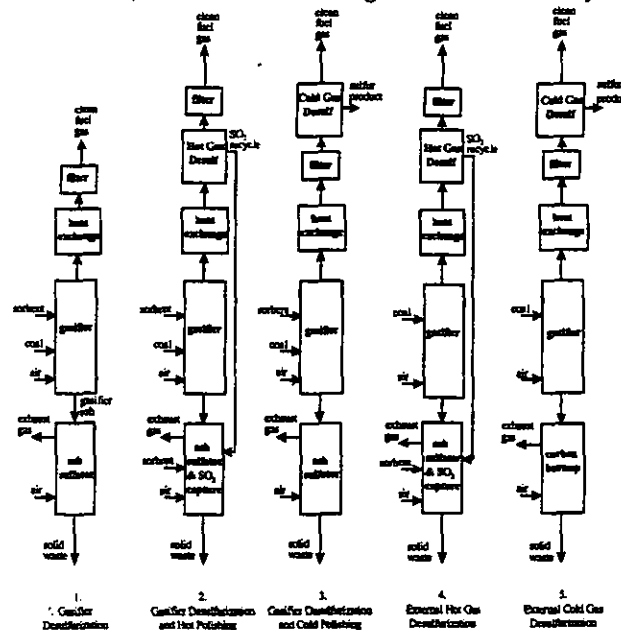 clean
fuel
gas
filter
heat
exchange
sorbent
coal
air
gasifier
gasifier
ash
exhaust
gas
ash
sulfator
air
solid
waste
1.
Gasifier
Desulfurization
clean
fuel
gas
filter
Hot Gas
Desulf
SO2
recycle
heat
exchange
sorbent
coal
air
gasifier
exhaust
gas
sorbent
air
ash
sulfator
& SO2
capture
solid
waste
2.
Gasifier Desulfurization
and Hot Polishing
clean
fuel
gas
Cold Gas
Desulf
sulfur
product
filter
heat
exchange
sorbent
coal
air
gasifier
exhaust
gas
ash
sulfator
air
solid
waste
3.
Gasifier Desulfurization
and Cold Polishing
clean
fuel
gas
filter
Hot Gas
Desulf
SO2
recycle
heat
exchange
coal
air
gasifier
exhaust
gas
sorbent
air
ash
sulfator
& SO2
capture
solid
waste
4.
External Hot Gas
Desulfurization
clean
fuel
gas
Cold Gas
Desulf
sulfur
product
filter
heat
exchange
coal
air
gasifier
exhaust
gas
carbon
burnup
air
solid
waste
5.
External Cold Gas
Desulfurization